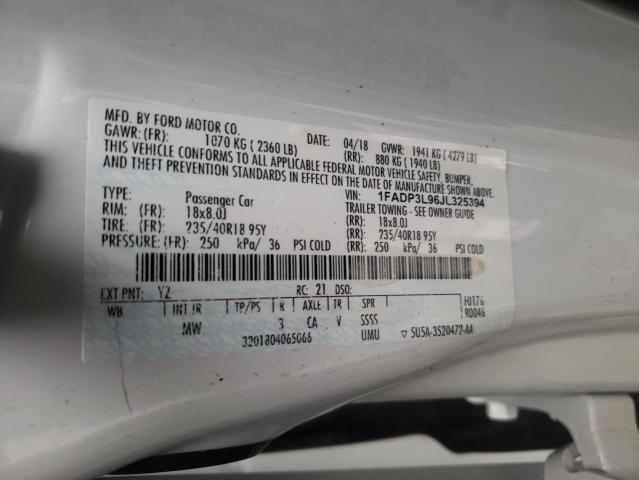 MFD. BY FORD MOTOR CO.
DATE: 04/18 GVWR: 1941 KG (4279 LB)
GAWR: (FR): 1070 KG (2360 LB) (RR): 880 KG (1940 LB)
THIS VEHICLE CONFORMS TO ALL APPLICABLE FEDERAL MOTOR VEHICLE SAFETY, BUMPER,
AND THEFT PREVENTION STANDARDS IN EFFECT ON THE DATE OF MANUFACTURE SHOWN ABOVE.
VIN: 1FADP3L96JL325394
TYPE: Passenger Car TRAILER TOWING - SEE OWNER GUIDE
RIM: (FR) 18x8.0J (RR): 18x8.0J
TIRE: (FR): 235/40R18 95Y (RR): 235/40R18 95Y
PRESSURE: (FR): 250 kPa/ 36 PSI COLD (RR): 250 kPa/ 36 PSI COLD
EXT PNT: YZ RC: 21 DSO: F0176
WB INT TR TP/PS R AXLE TR SPR R0046
MW 3 CA V SSSS
3201804065066 UMU ▽ 5U5A-3520472-AA